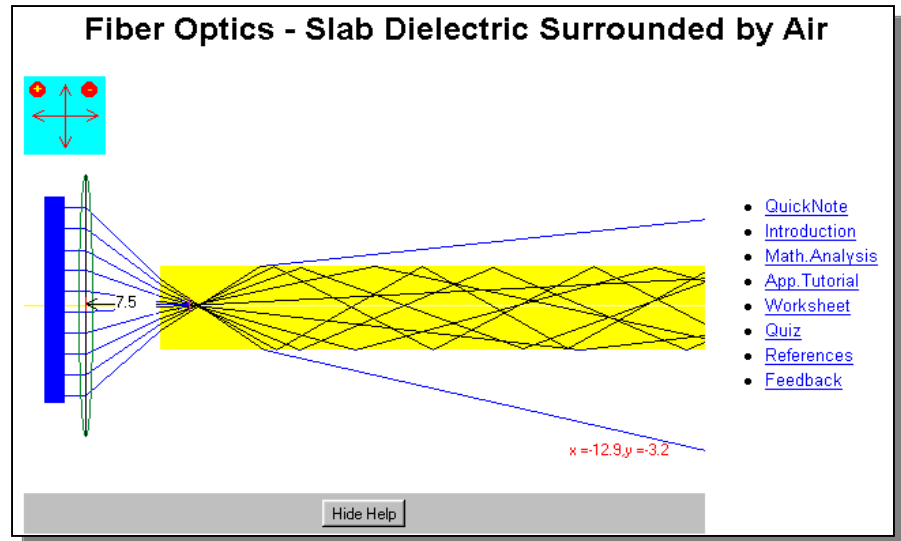 Fiber Optics - Slab Dielectric Surrounded by Air
+ -
7.5
QuickNote
Introduction
Math.Analysis
App.Tutorial
Worksheet
Quiz
References
Feedback
x =-12.9,y =-3.2
Hide Help